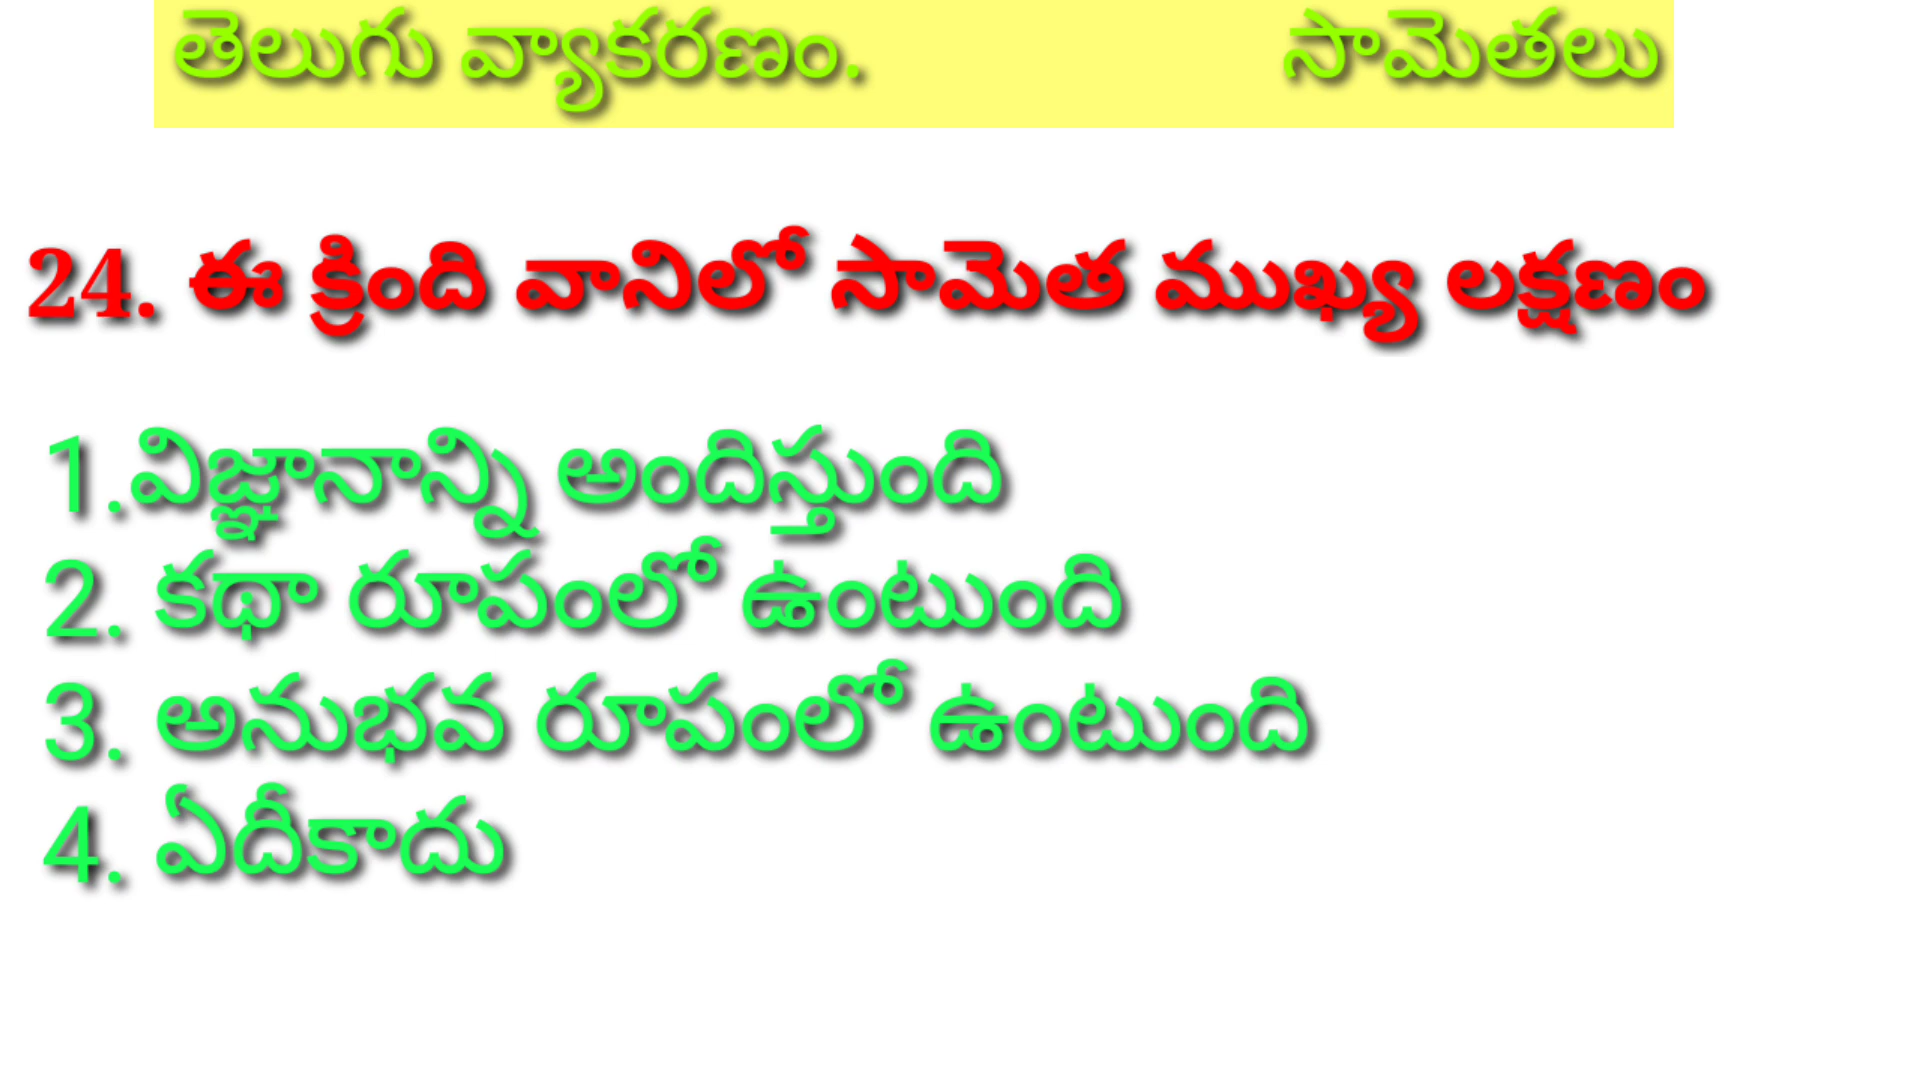 తెలుగు వ్యాకరణం. సామెతలు
24. ఈ క్రింది వానిలో సామెత ముఖ్య లక్షణం
1.విజ్ఞానాన్ని అందిస్తుంది
2. కథా రూపంలో ఉంటుంది
3. అనుభవ రూపంలో ఉంటుంది
4. ఏదీకాదు